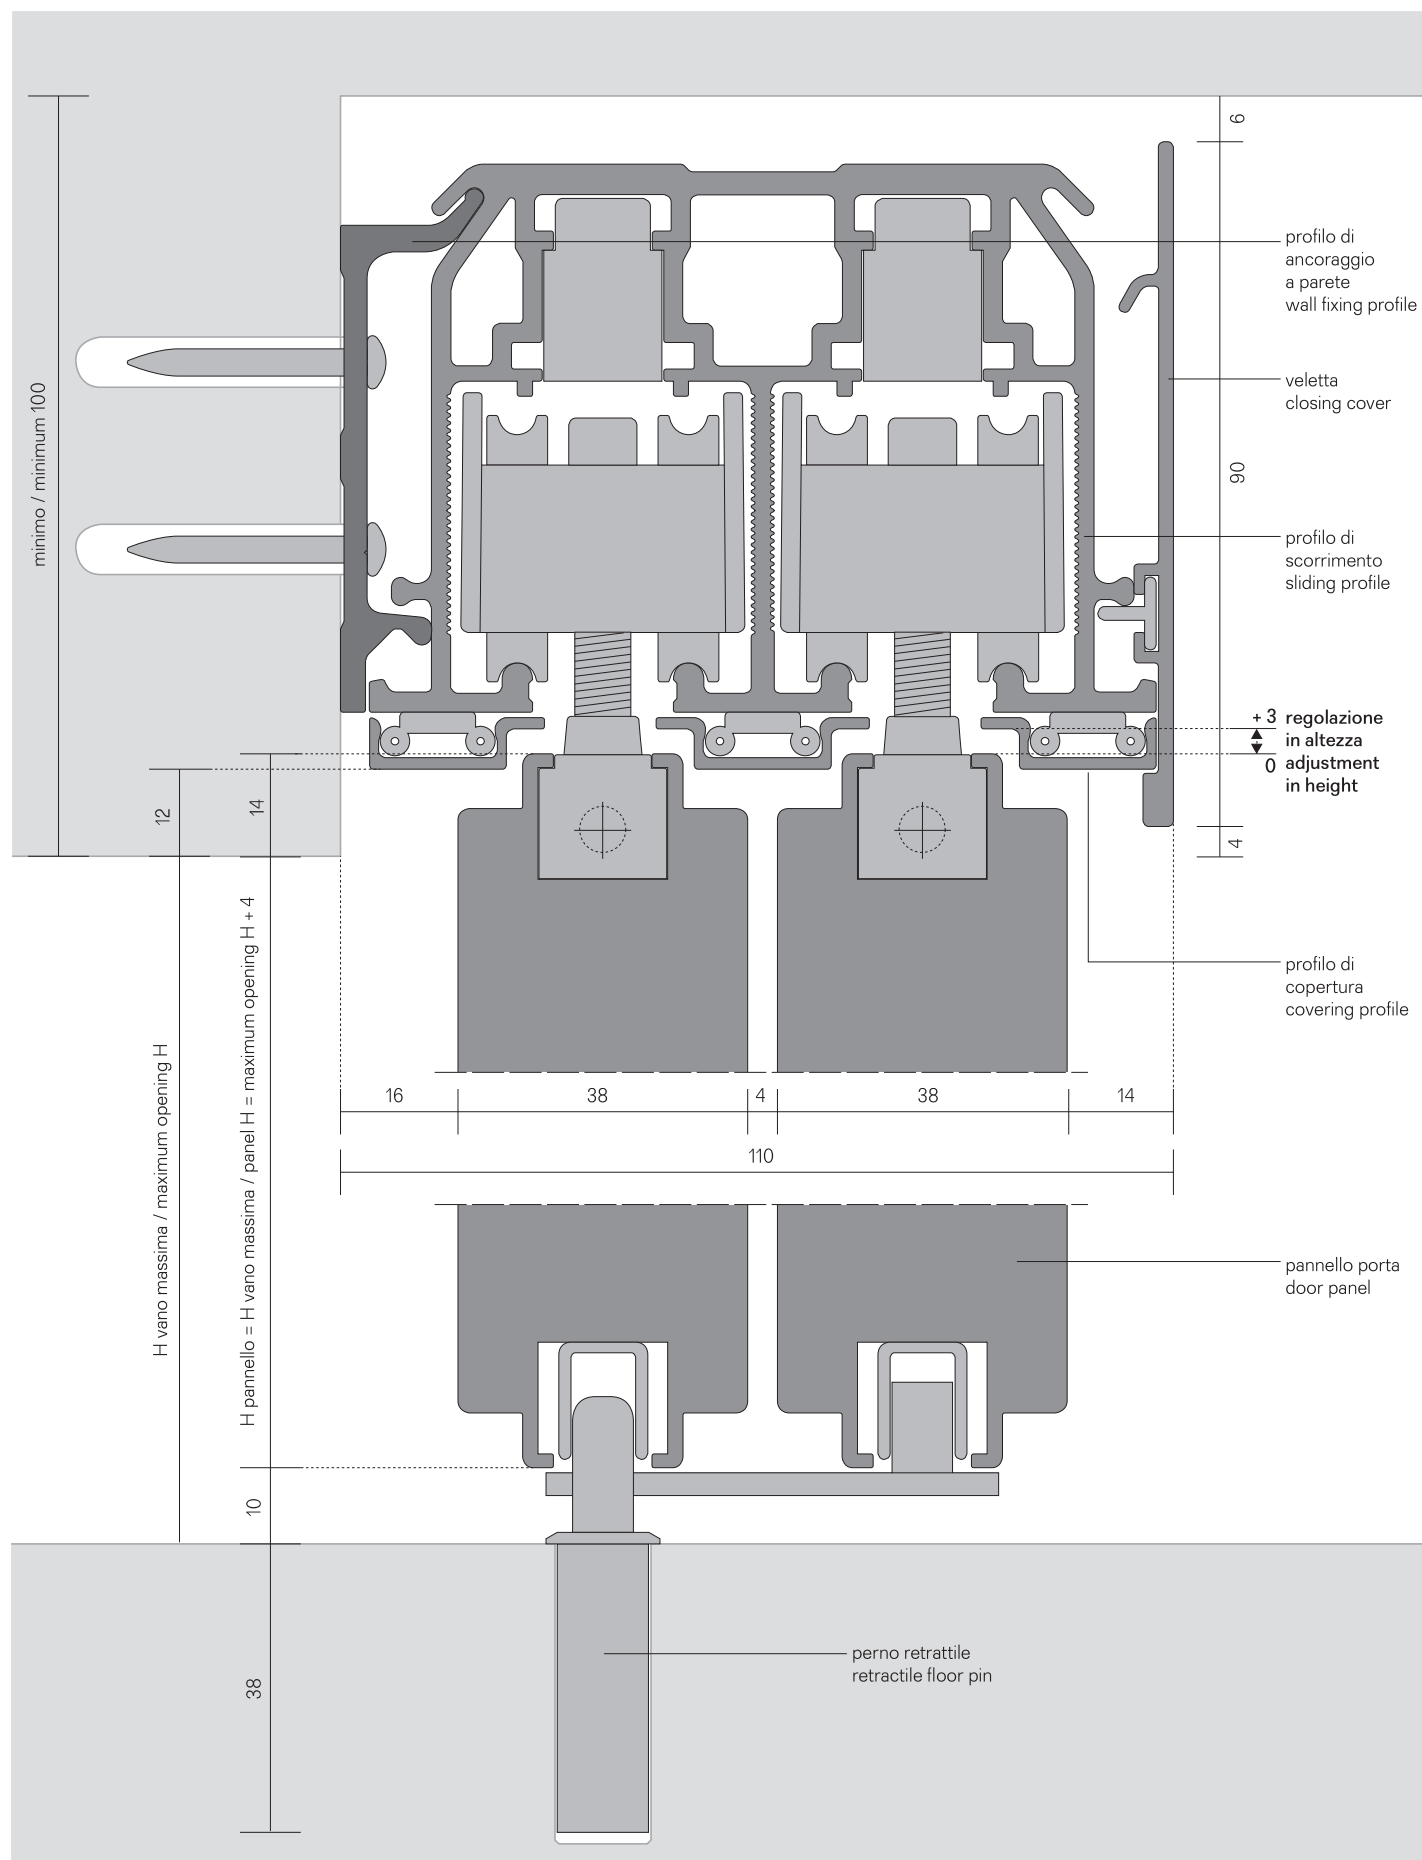 6
profilo di
ancoraggio
a parete
wall fixing profile
veletta
closing cover
minimo / minimum 100
90
profilo di
scorrimento
sliding profile
+ 3
0
regolazione
in altezza
adjustment
in height
12
14
4
profilo di
copertura
covering profile
H vano massima / maximum opening H
H pannello = H vano massima / panel H = maximum opening H + 4
16
38
4
38
14
110
pannello porta
door panel
10
38
perno retrattile
retractile floor pin